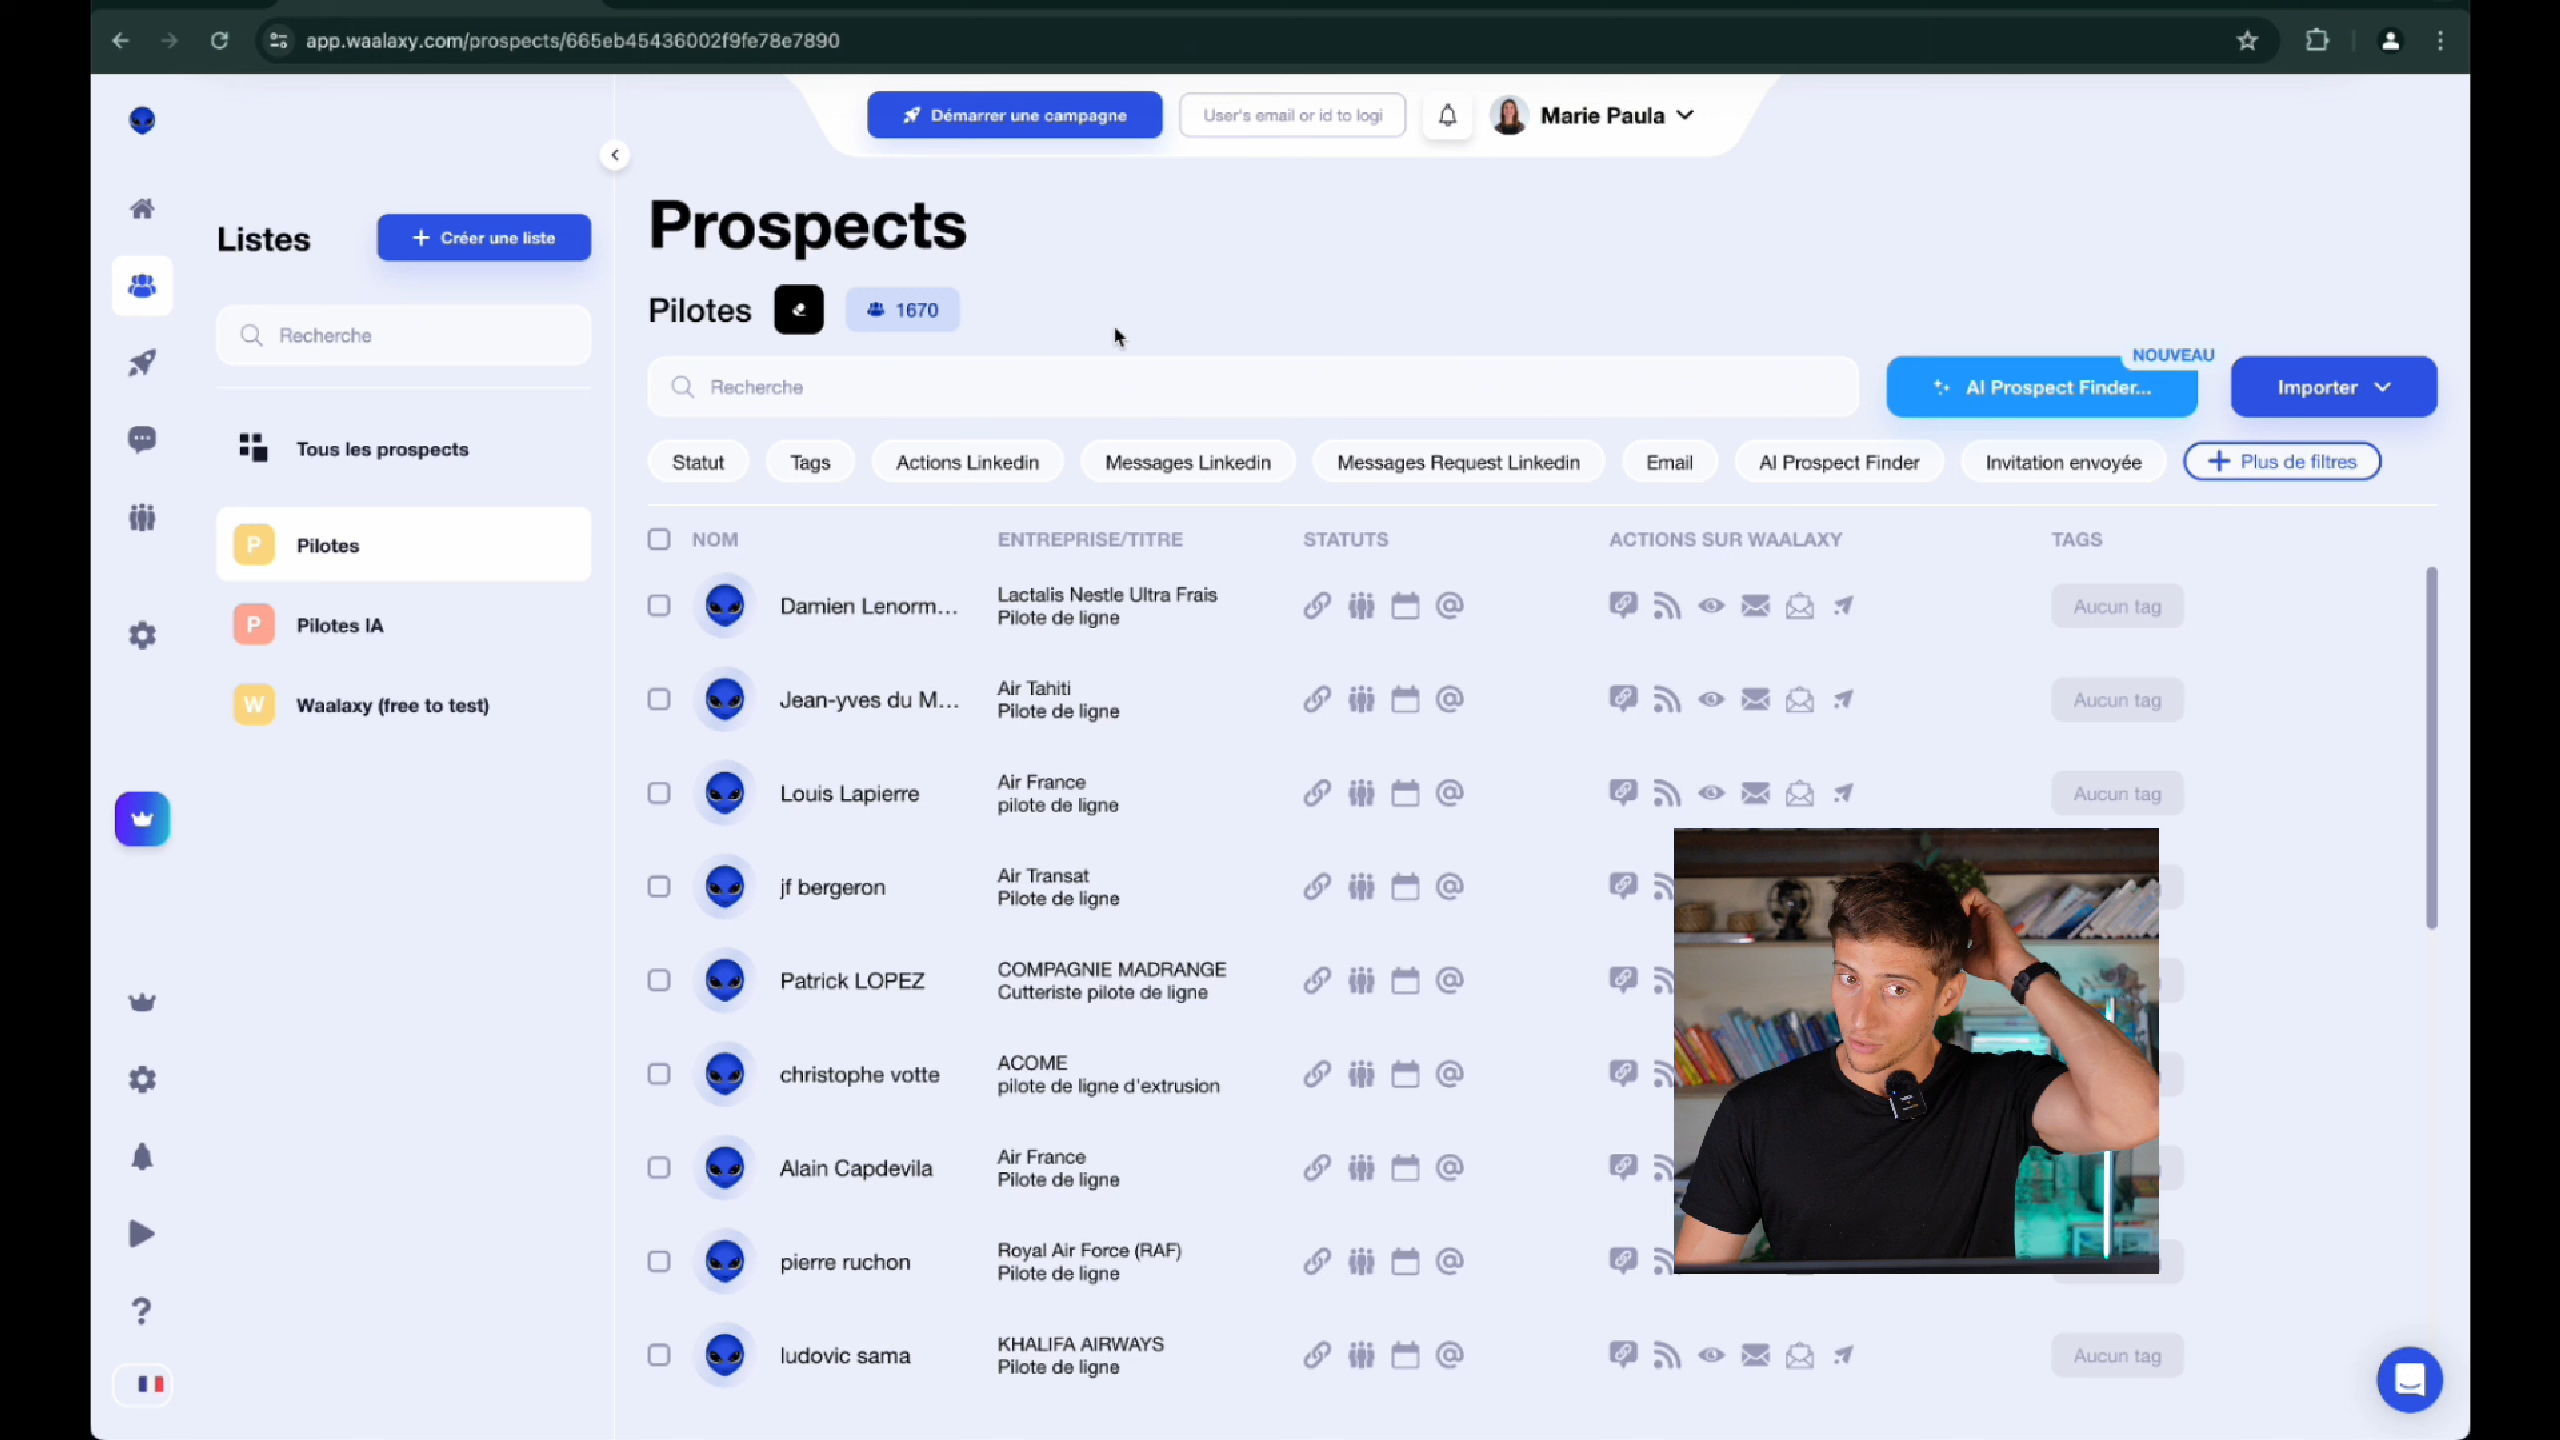 app.waalaxy.com/prospects/665eb45436002f9fe78e7890
Démarrer une campagne
User's email or id to logi
Marie Paula
Listes
Créer une liste
Recherche
Tous les prospects
P Pilotes
P Pilotes IA
W Waalaxy (free to test)
Prospects
Pilotes
1670
Recherche
NOUVEAU
AI Prospect Finder...
Importer
Statut
Tags
Actions Linkedin
Messages Linkedin
Messages Request Linkedin
Email
AI Prospect Finder
Invitation envoyée
Plus de filtres
NOM
ENTREPRISE/TITRE
STATUTS
ACTIONS SUR WAALAXY
TAGS
Damien Lenorm...
Lactalis Nestle Ultra Frais
Pilote de ligne
Aucun tag
Jean-yves du M...
Air Tahiti
Pilote de ligne
Aucun tag
Louis Lapierre
Air France
pilote de ligne
Aucun tag
jf bergeron
Air Transat
Pilote de ligne
Patrick LOPEZ
COMPAGNIE MADRANGE
Cutteriste pilote de ligne
christophe votte
ACOME
pilote de ligne d'extrusion
Alain Capdevila
Air France
Pilote de ligne
pierre ruchon
Royal Air Force (RAF)
Pilote de ligne
ludovic sama
KHALIFA AIRWAYS
Pilote de ligne
Aucun tag